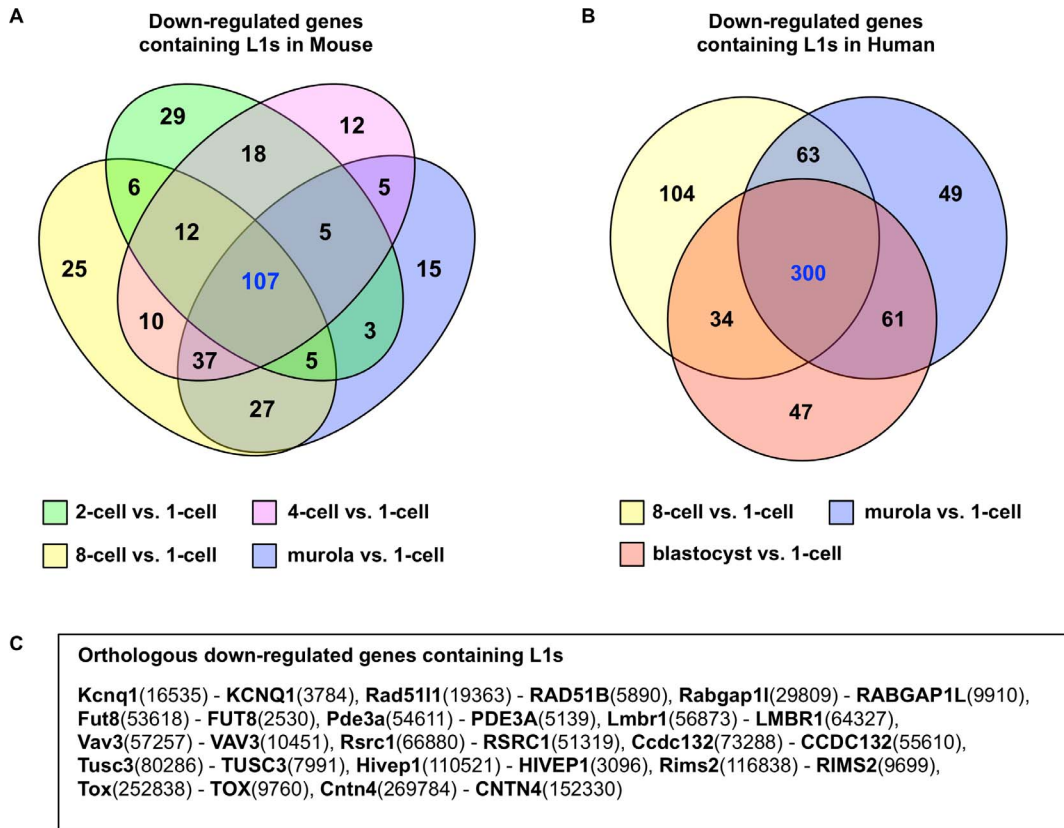 A
Down-regulated genes
containing L1s in Mouse
29
12
18
6
5
12
5
25
107
15
10
3
37
5
27
2-cell vs. 1-cell
4-cell vs. 1-cell
8-cell vs. 1-cell
murola vs. 1-cell
B
Down-regulated genes
containing L1s in Human
63
104
49
300
34
61
47
8-cell vs. 1-cell
murola vs. 1-cell
blastocyst vs. 1-cell
C
Orthologous down-regulated genes containing L1s
Kcnq1(16535) - KCNQ1(3784), Rad51l1(19363) - RAD51B(5890), Rabgap1l(29809) - RABGAP1L(9910),
Fut8(53618) - FUT8(2530), Pde3a(54611) - PDE3A(5139), Lmbr1(56873) - LMBR1(64327),
Vav3(57257) - VAV3(10451), Rsrc1(66880) - RSRC1(51319), Ccdc132(73288) - CCDC132(55610),
Tusc3(80286) - TUSC3(7991), Hivep1(110521) - HIVEP1(3096), Rims2(116838) - RIMS2(9699),
Tox(252838) - TOX(9760), Cntn4(269784) - CNTN4(152330)